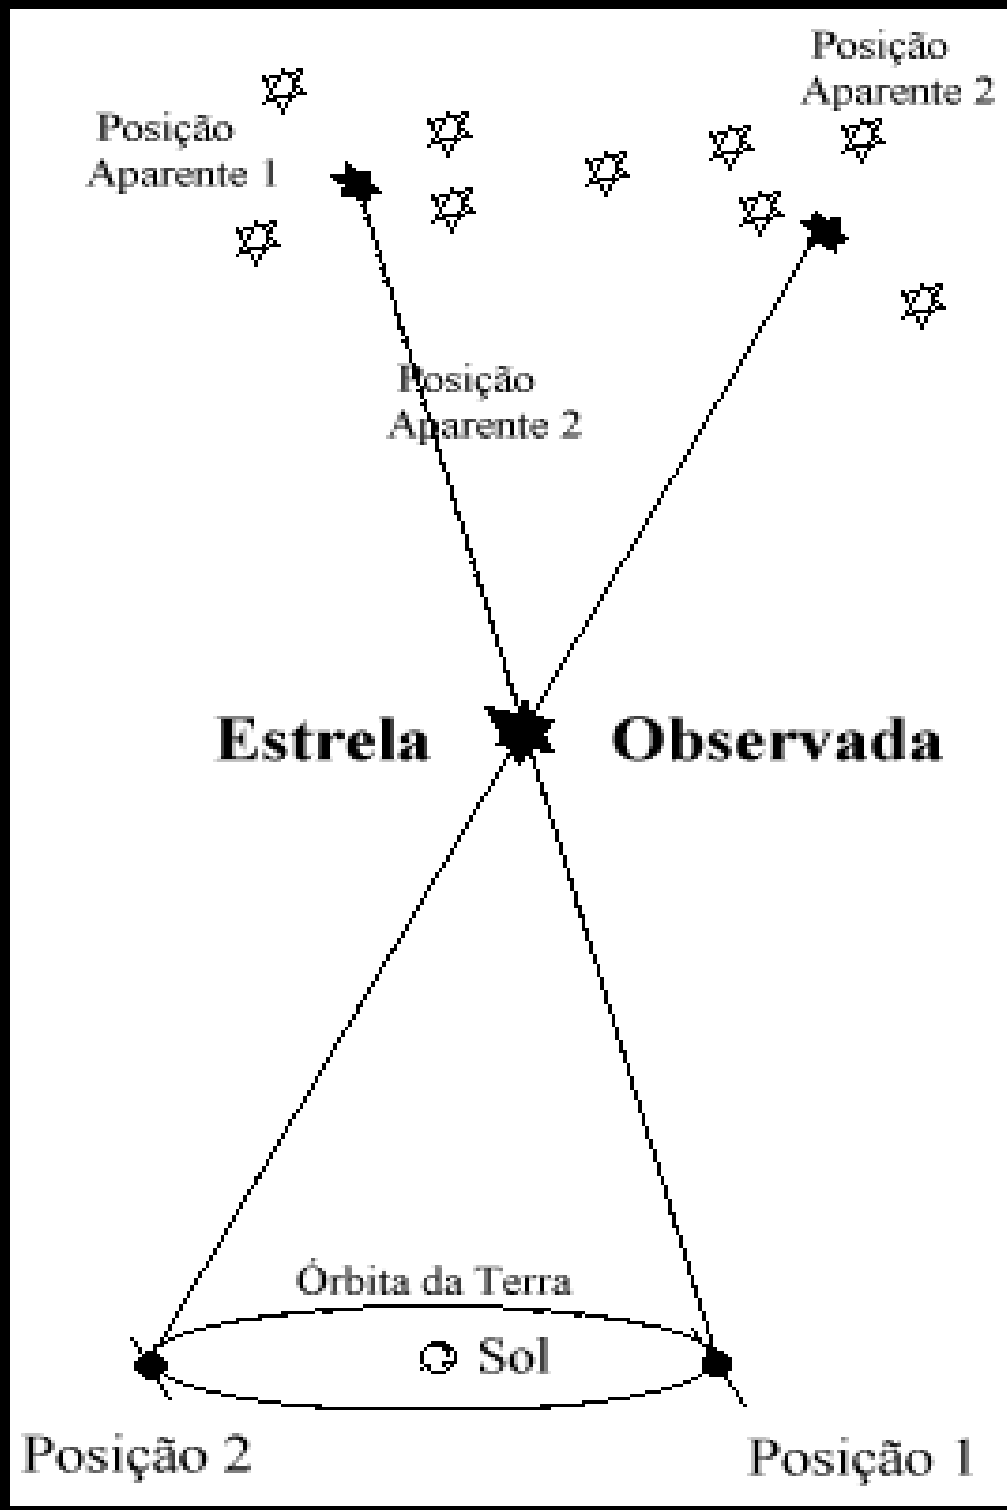 Posição
Aparente 2
Posição
Aparente 1
Posição
Aparente 2
Estrela Observada
Órbita da Terra
Sol
Posição 2
Posição 1